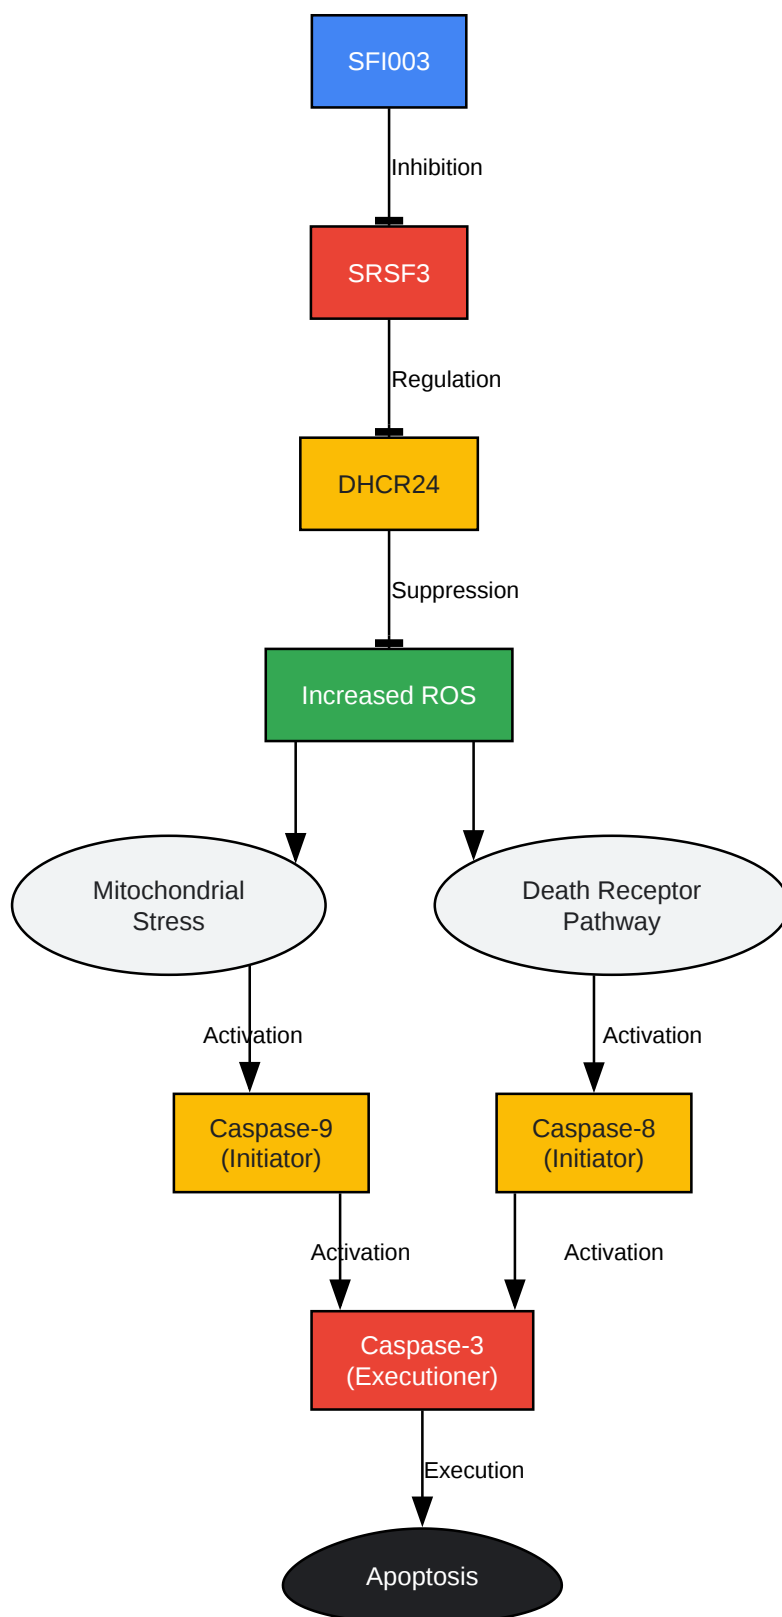 SFI003
Inhibition
SRSF3
Regulation
DHCR24
Suppression
Increased ROS
Mitochondrial
Stress
Death Receptor
Pathway
Activation
Activation
Caspase-9
(Initiator)
Caspase-8
(Initiator)
Activation
Activation
Caspase-3
(Executioner)
Execution
Apoptosis